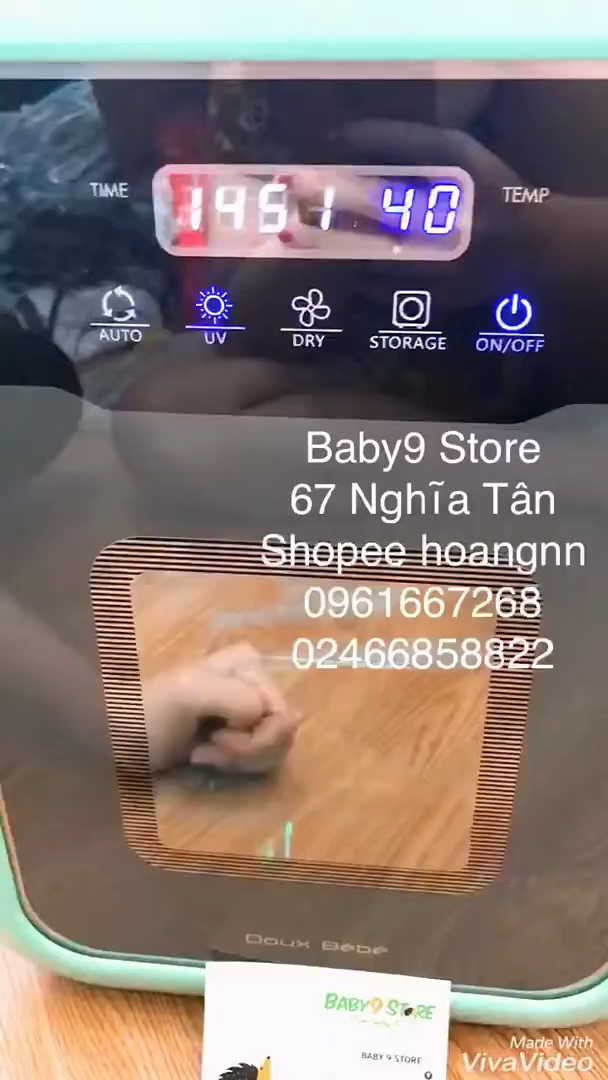 TIME
TEMP
40
AUTO
UV
DRY
STORAGE
ON/OFF
Baby9 Store
67 Nghĩa Tân
Shopee hoangnn
0961667268
02466858822
Doux Bébé
BABY9 STORE
BABY 9 STORE
Made With
VivaVideo